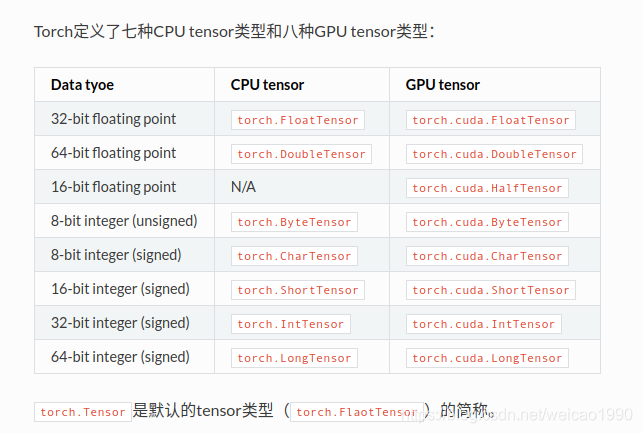 Torch定义了七种CPU tensor类型和八种GPU tensor类型：
Data tyoe CPU tensor GPU tensor
32-bit floating point torch.FloatTensor torch.cuda.FloatTensor
64-bit floating point torch.DoubleTensor torch.cuda.DoubleTensor
16-bit floating point N/A torch.cuda.HalfTensor
8-bit integer (unsigned) torch.ByteTensor torch.cuda.ByteTensor
8-bit integer (signed) torch.CharTensor torch.cuda.CharTensor
16-bit integer (signed) torch.ShortTensor torch.cuda.ShortTensor
32-bit integer (signed) torch.IntTensor torch.cuda.IntTensor
64-bit integer (signed) torch.LongTensor torch.cuda.LongTensor
torch.Tensor是默认的tensor类型（torch.FlaotTensor）的简称。
https://blog.csdn.net/weicao1990